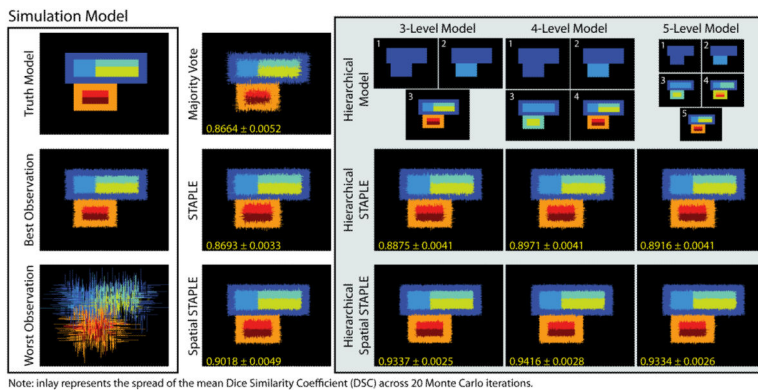 Simulation Model
3-Level Model
4-Level Model
5-Level Model
Truth Model
Majority Vote
0.8664 ± 0.0052
Hierarchical
Model
1
2
3
1
2
3
4
1
2
3
4
5
Best Observation
STAPLE
0.8693 ± 0.0033
Hierarchical
STAPLE
0.8875 ± 0.0041
0.8971 ± 0.0041
0.8916 ± 0.0041
Worst Observation
Spatial STAPLE
0.9018 ± 0.0049
Hierarchical
Spatial STAPLE
0.9337 ± 0.0025
0.9416 ± 0.0028
0.9334 ± 0.0026
Note: inlay represents the spread of the mean Dice Similarity Coefficient (DSC) across 20 Monte Carlo iterations.